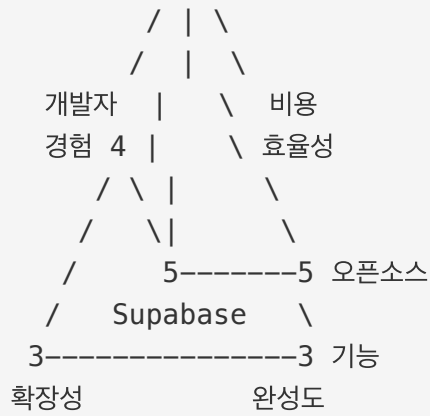 / | \
/ | \
개발자 | \ 비용
경험 4 | \ 효율성
/ \ | \
/ \| \
/ 5-------5 오픈소스
/ Supabase \
3---------------3 기능
확장성 완성도